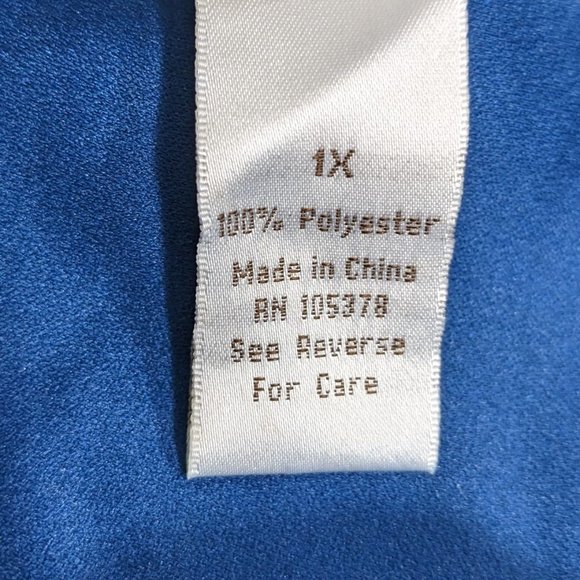 1X
100% Polyester
Made in China
RN 105378
See Reverse
For Care